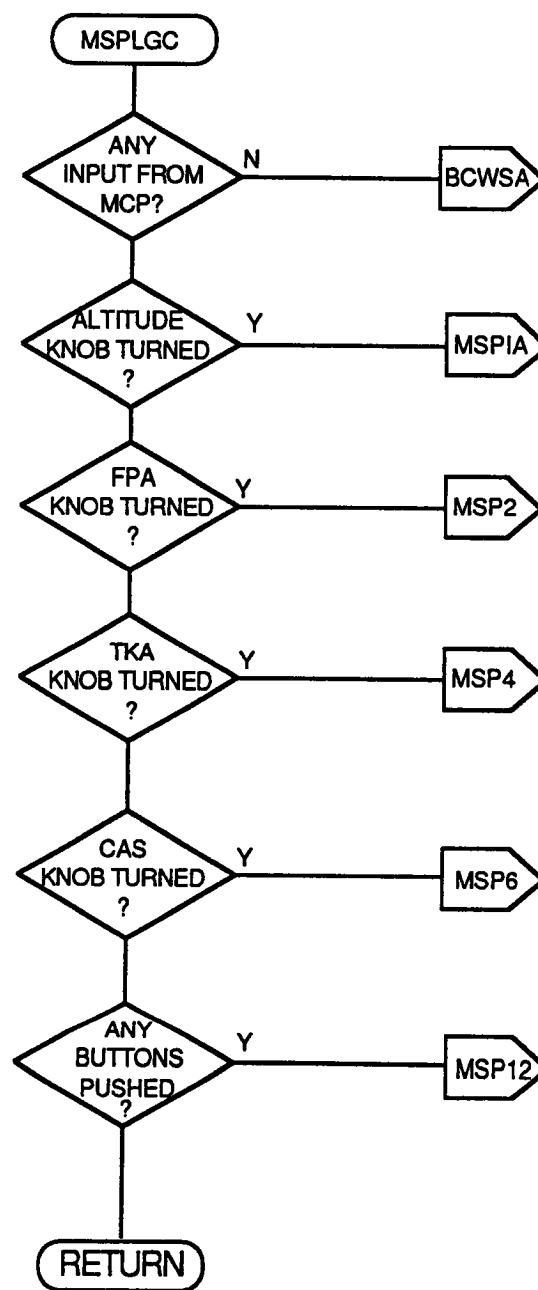 MSPLGC
ANY
INPUT FROM
MCP?
N
BCWSA
ALTITUDE
KNOB TURNED
?
Y
MSPIA
FPA
KNOB TURNED
?
Y
MSP2
TKA
KNOB TURNED
?
Y
MSP4
CAS
KNOB TURNED
?
Y
MSP6
ANY
BUTTONS
PUSHED
?
Y
MSP12
RETURN